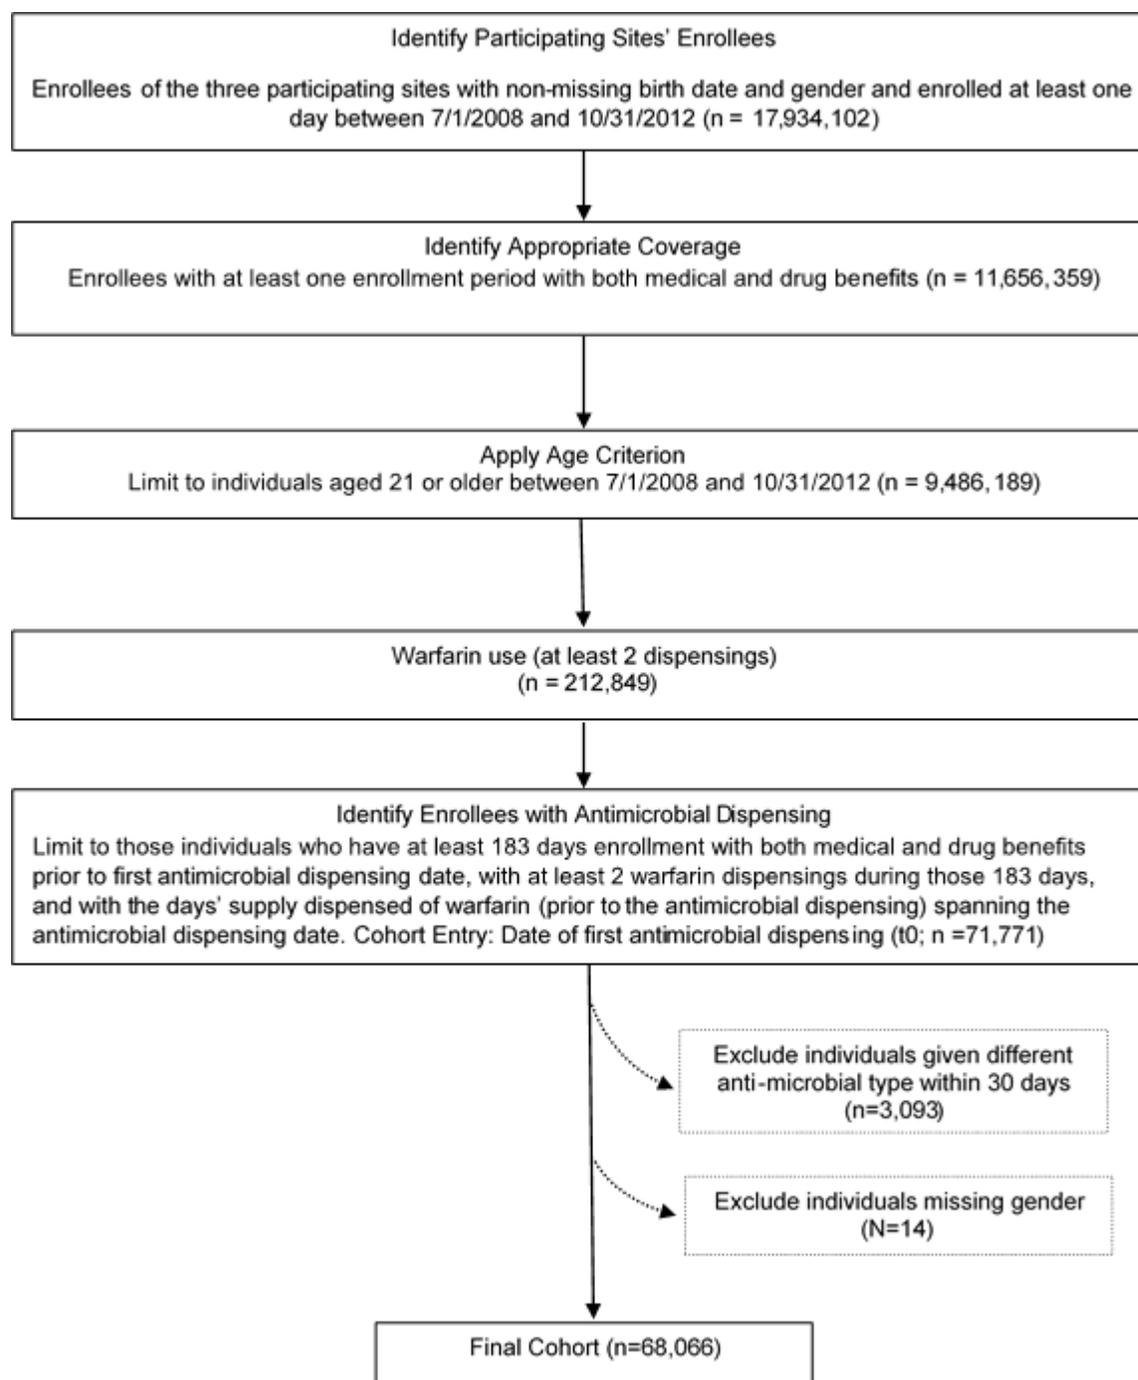 Identify Participating Sites' Enrollees
Enrollees of the three participating sites with non-missing birth date and gender and enrolled at least one
day between 7/1/2008 and 10/31/2012 (n = 17,934,102)
Identify Appropriate Coverage
Enrollees with at least one enrollment period with both medical and drug benefits (n = 11,656,359)
Apply Age Criterion
Limit to individuals aged 21 or older between 7/1/2008 and 10/31/2012 (n = 9,486,189)
Warfarin use (at least 2 dispensings)
(n = 212,849)
Identify Enrollees with Antimicrobial Dispensing
Limit to those individuals who have at least 183 days enrollment with both medical and drug benefits
prior to first antimicrobial dispensing date, with at least 2 warfarin dispensings during those 183 days,
and with the days' supply dispensed of warfarin (prior to the antimicrobial dispensing) spanning the
antimicrobial dispensing date. Cohort Entry: Date of first antimicrobial dispensing (t0; n =71,771)
Exclude individuals given different
anti-microbial type within 30 days
(n=3,093)
Exclude individuals missing gender
(N=14)
Final Cohort (n=68,066)